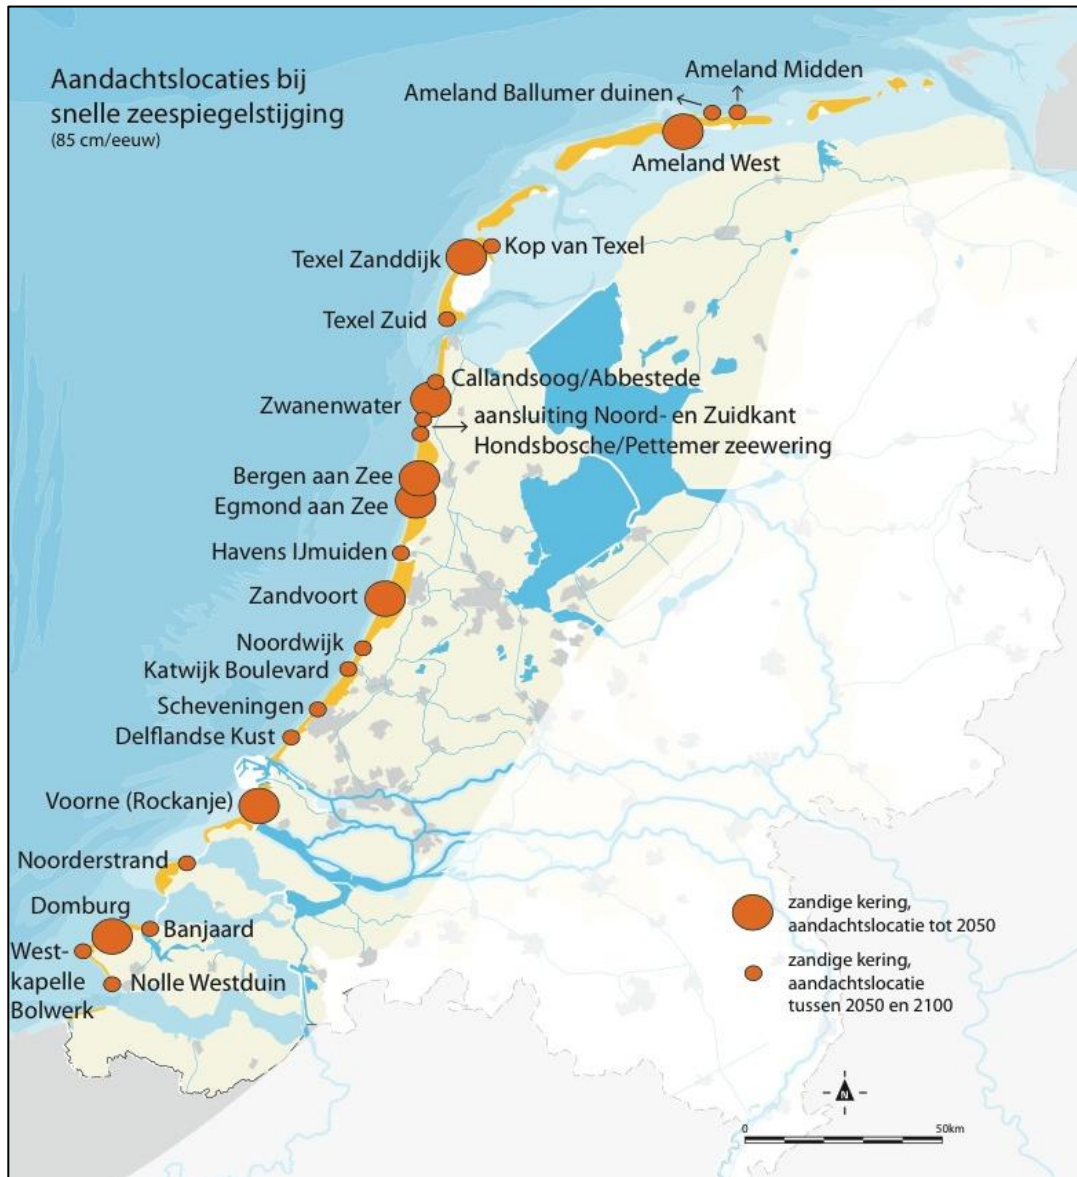 Aandachtslocaties bij
snelle zeespiegelstijging
(85 cm/eeuw)
Ameland Midden
Ameland Ballumer duinen
Ameland West
Kop van Texel
Texel Zanddijk
Texel Zuid
Callandsoog/Abbestede
Zwanenwater
aansluiting Noord- en Zuidkant
Hondsbosche/Pettemer zeewering
Bergen aan Zee
Egmond aan Zee
Havens IJmuiden
Zandvoort
Noordwijk
Katwijk Boulevard
Scheveningen
Delflandse Kust
Voorne (Rockanje)
Noorderstrand
Domburg
Banjaard
West-
kapelle
Bolwerk
Nolle Westduin
zandige kering,
aandachtslocatie tot 2050
zandige kering,
aandachtslocatie
tussen 2050 en 2100
N
0
50km